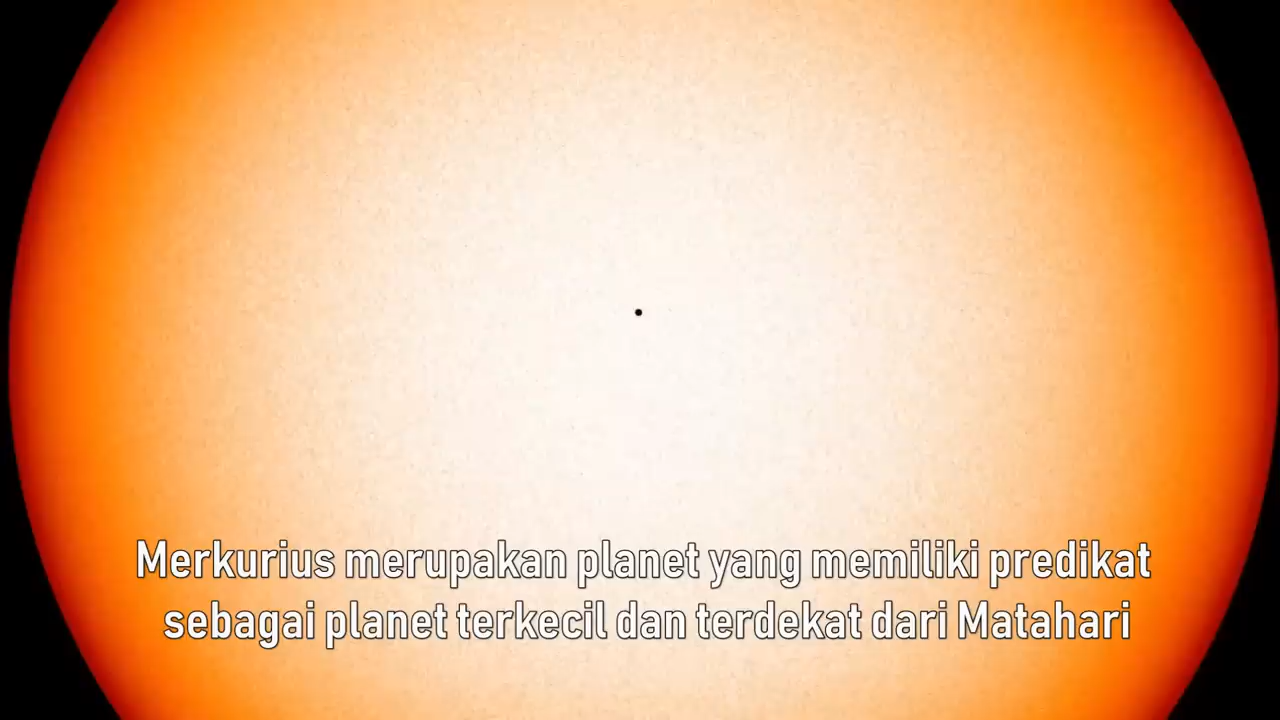 Merkurius merupakan planet yang memiliki predikat
sebagai planet terkecil dan terdekat dari Matahari